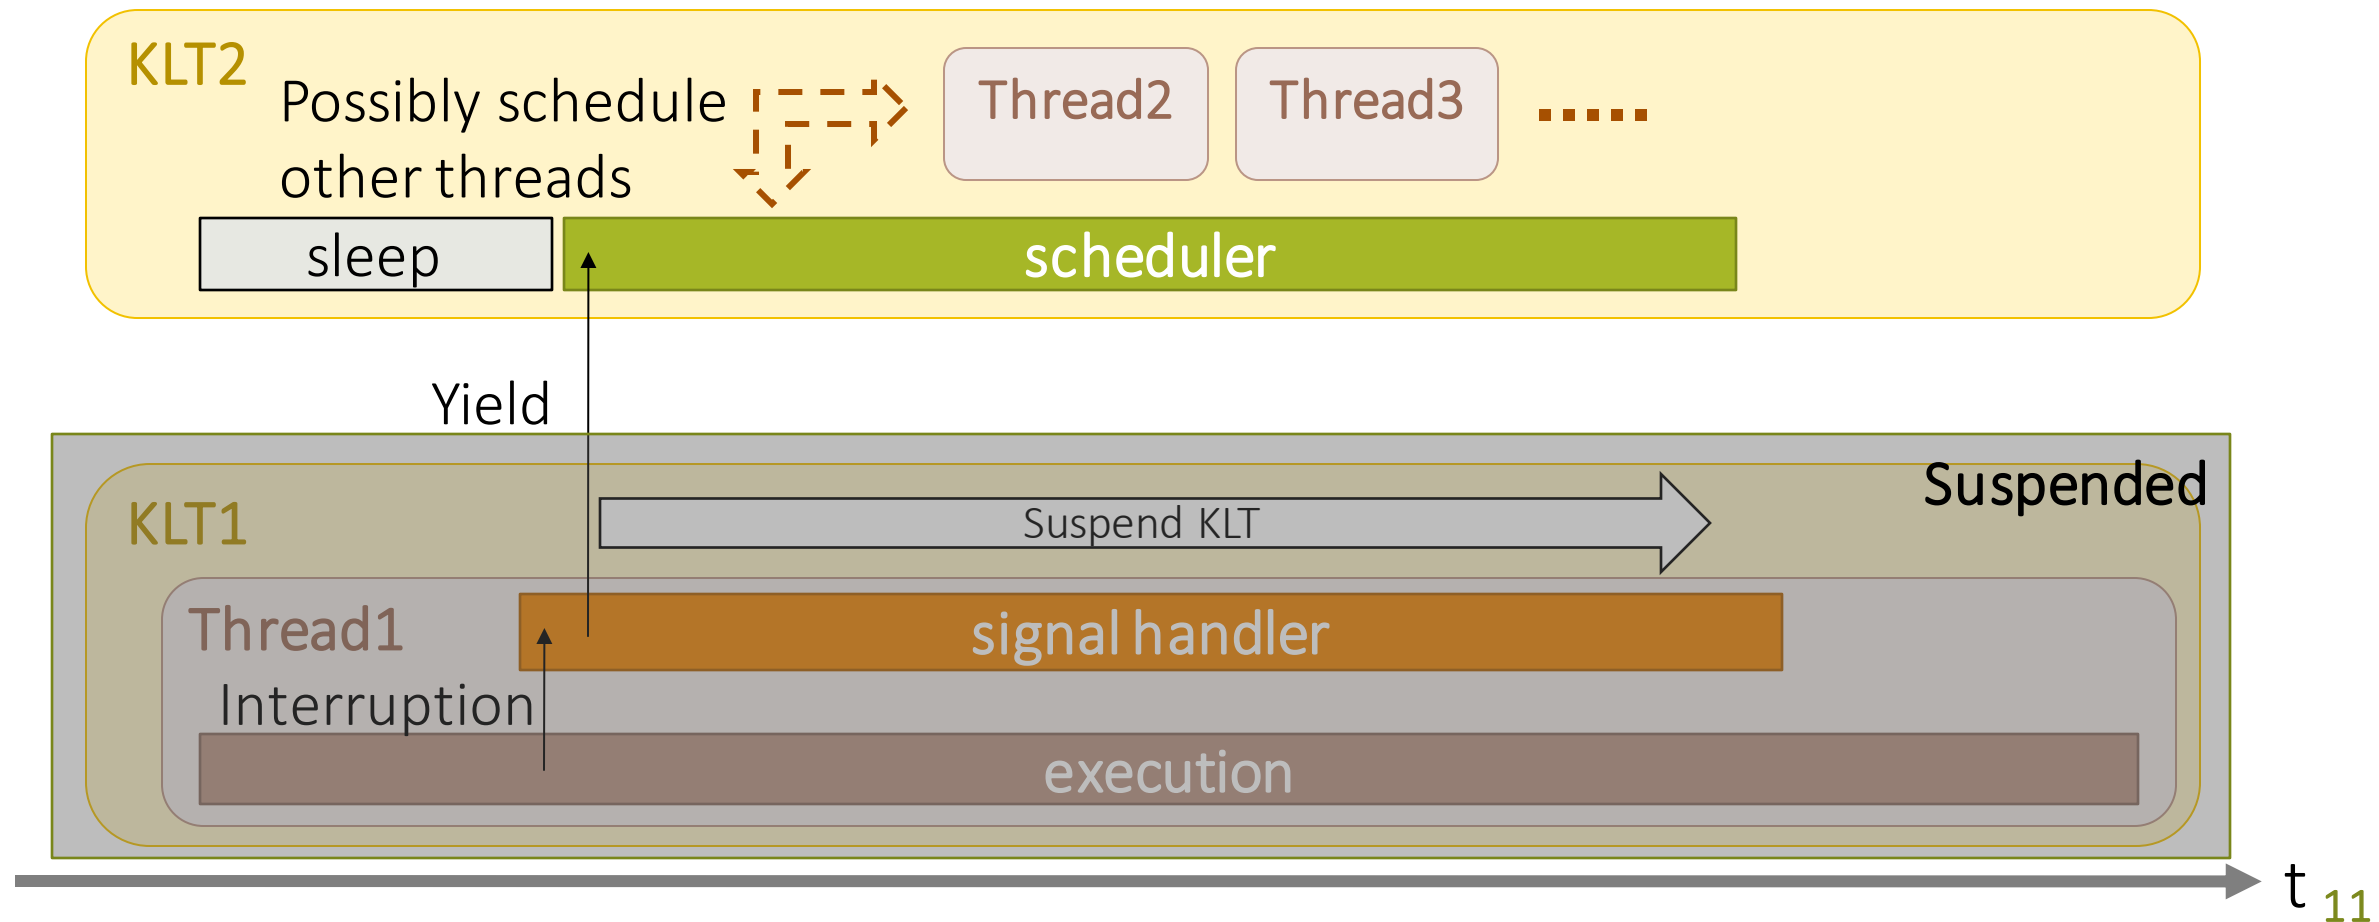 KLT2
Possibly schedule
other threads
Thread2
Thread3
sleep
scheduler
Yield
Suspended
KLT1
Suspend KLT
Thread1
signal handler
Interruption
execution
t
11